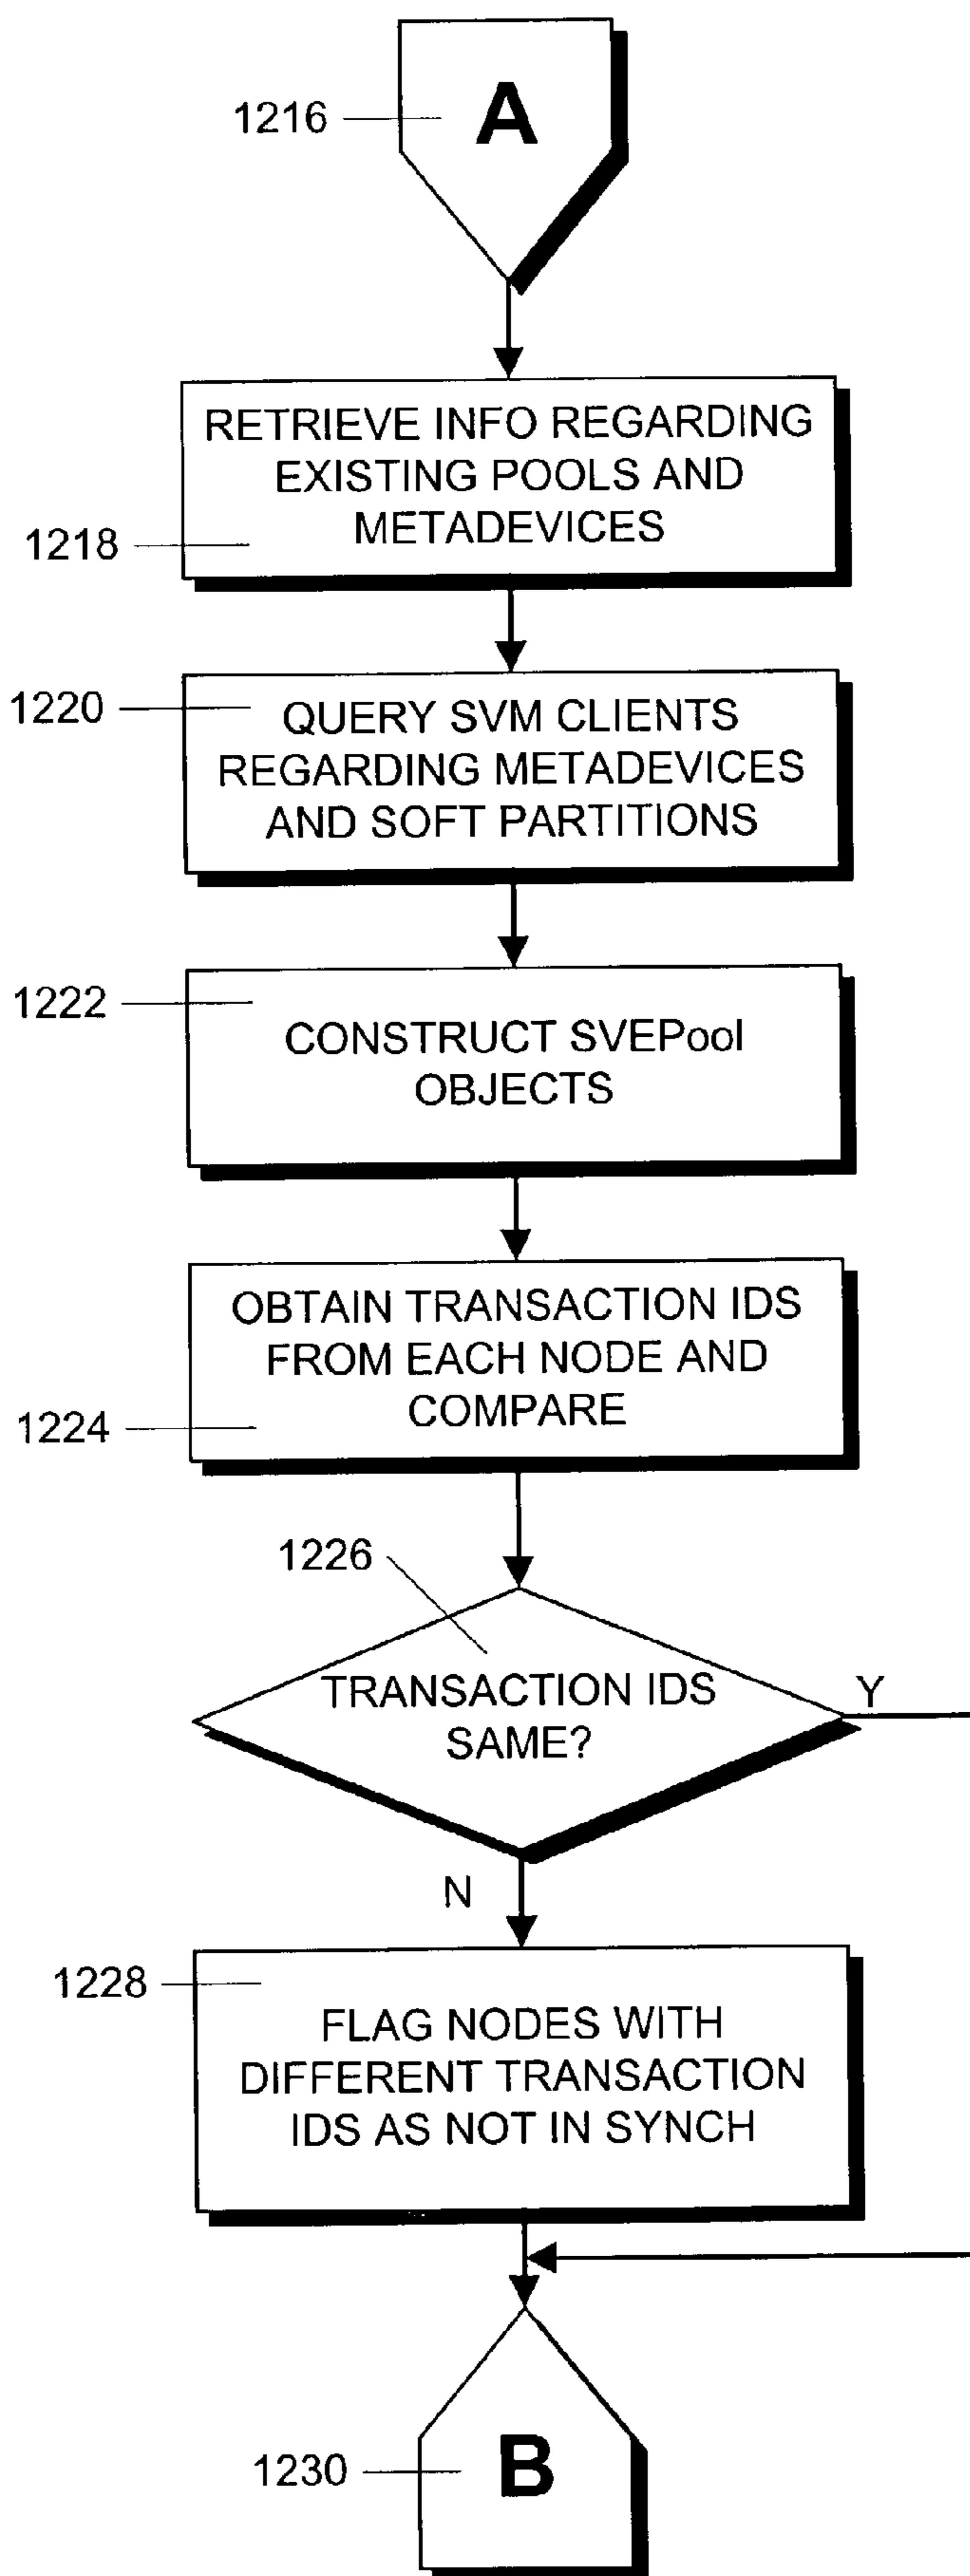 1216
A
RETRIEVE INFO REGARDING
EXISTING POOLS AND
METADEVICES
1218
1220
QUERY SVM CLIENTS
REGARDING METADEVICES
AND SOFT PARTITIONS
1222
CONSTRUCT SVEPool
OBJECTS
OBTAIN TRANSACTION IDS
FROM EACH NODE AND
COMPARE
1224
1226
TRANSACTION IDS
SAME?
Y
N
1228
FLAG NODES WITH
DIFFERENT TRANSACTION
IDS AS NOT IN SYNCH
1230
B